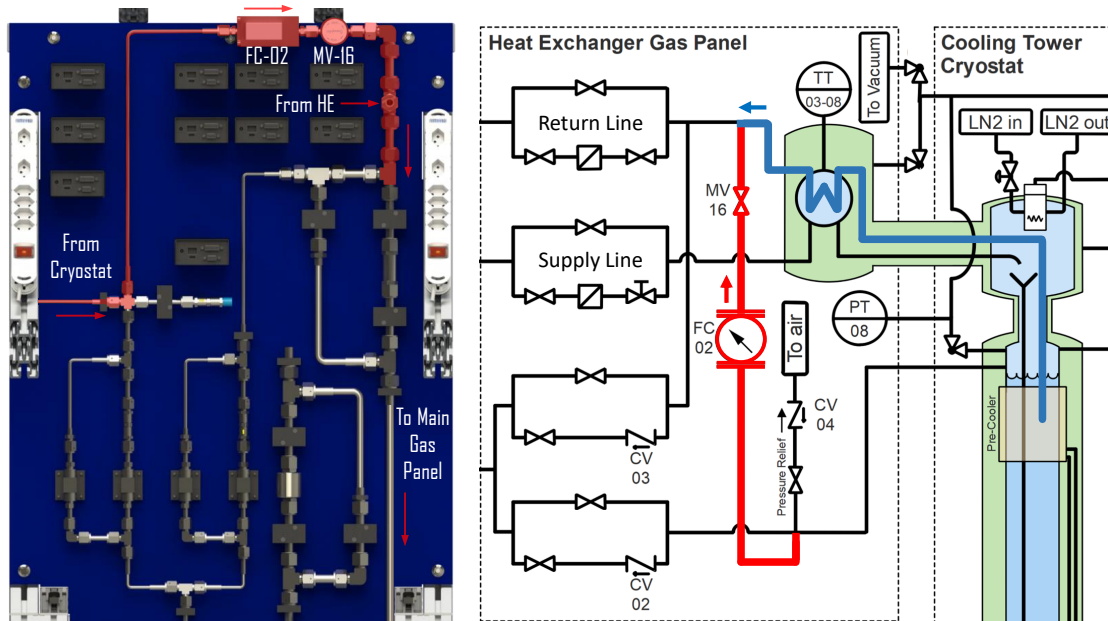 FC-02
MV-16
From HE
From
Cryostat
To Main
Gas
Panel
Heat Exchanger Gas Panel
Cooling Tower
Cryostat
To Vacuum
TT
03-08
LN2 in
LN2 out
Return Line
MV
16
Supply Line
FC
02
To air
PT
08
Pre-Cooler
Pressure Relief
CV
04
CV
03
CV
02